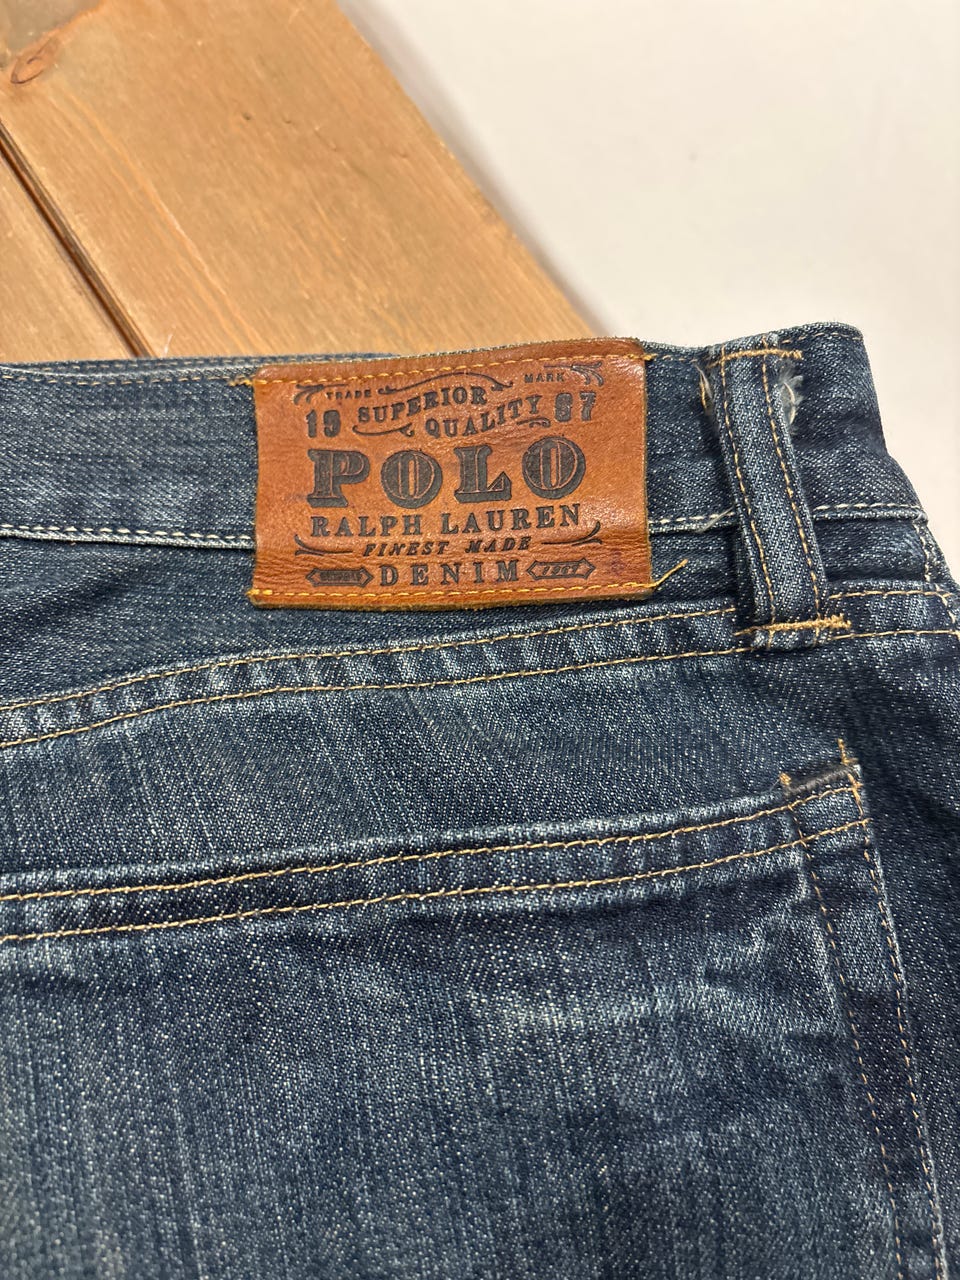 TRADE MARK
19 SUPERIOR 67
QUALITY
POLO
RALPH LAUREN
FINEST MADE
DENIM